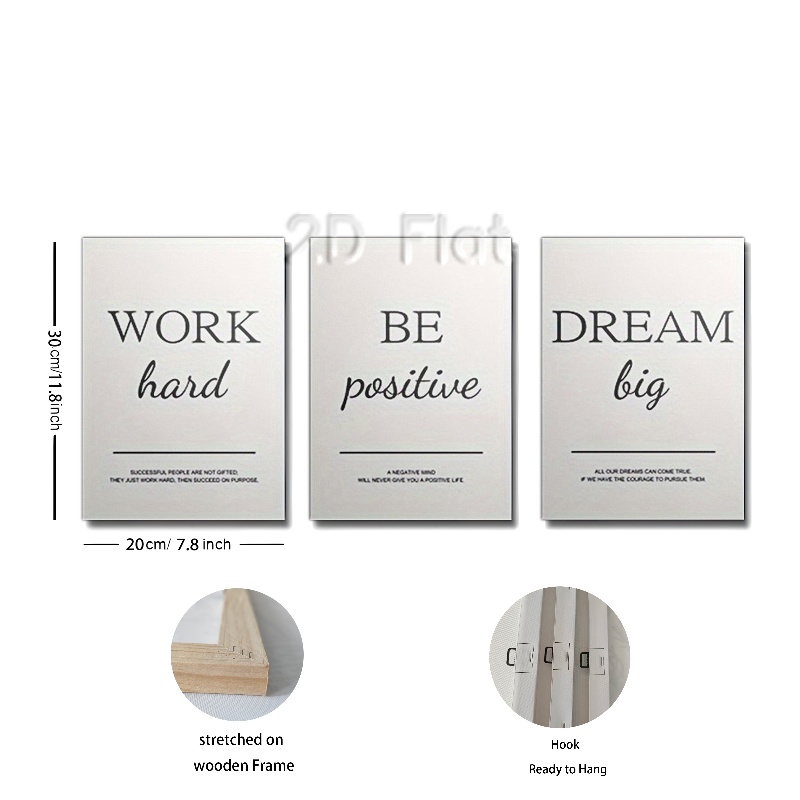 2D Flat
WORK
hard
SUCCESSFUL PEOPLE ARE NOT GIFTED,
THEY JUST WORK HARD, THEN SUCCEED ON PURPOSE.
BE
positive
A NEGATIVE MIND
WILL NEVER GIVE YOU A POSITIVE LIFE.
DREAM
big
ALL OUR DREAMS CAN COME TRUE.
IF WE HAVE THE COURAGE TO PURSUE THEM.
30cm/11.8inch
20cm/ 7.8 inch
stretched on
wooden Frame
Hook
Ready to Hang